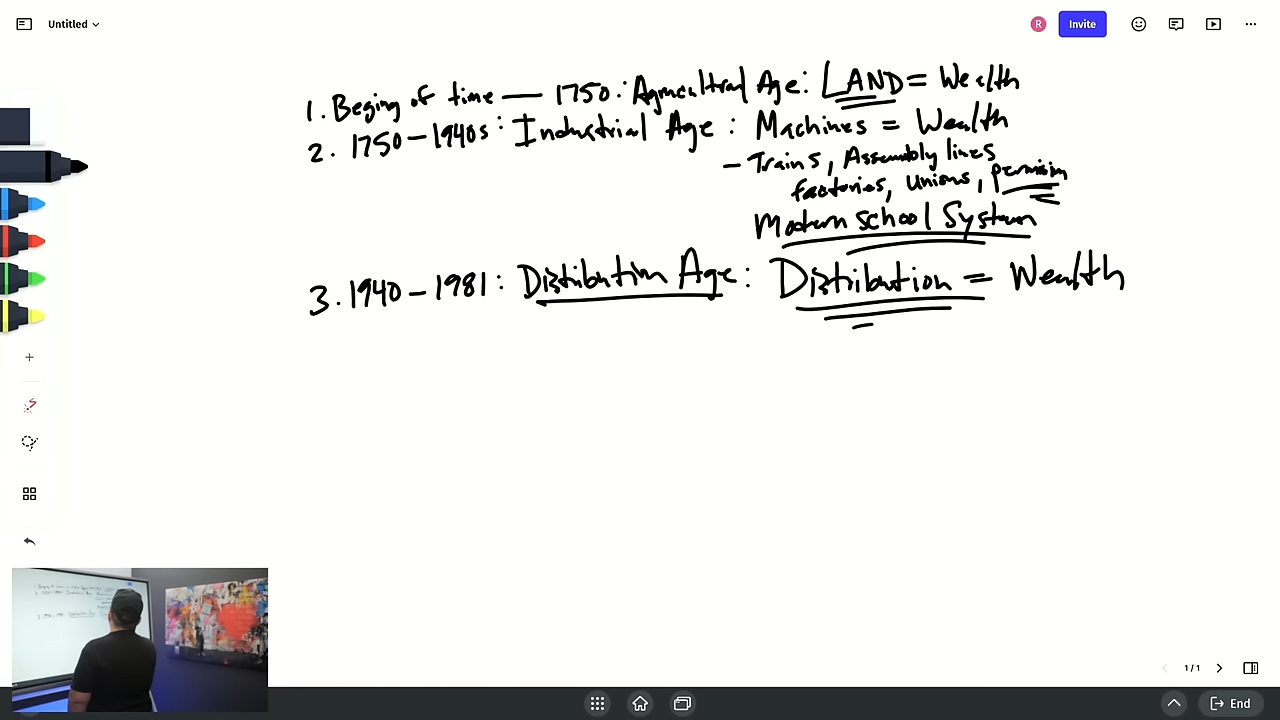 Untitled
R
Invite
1. Beging of time — 1750: Agricultral Age: LAND = Wealth
2. 1750-1940s: Industrial Age: Machines = Wealth
- Trains, Assembly lines
factories, Unions, permission
Modern School System
3. 1940-1981: Distribution Age: Distribution = Wealth
1/1
End